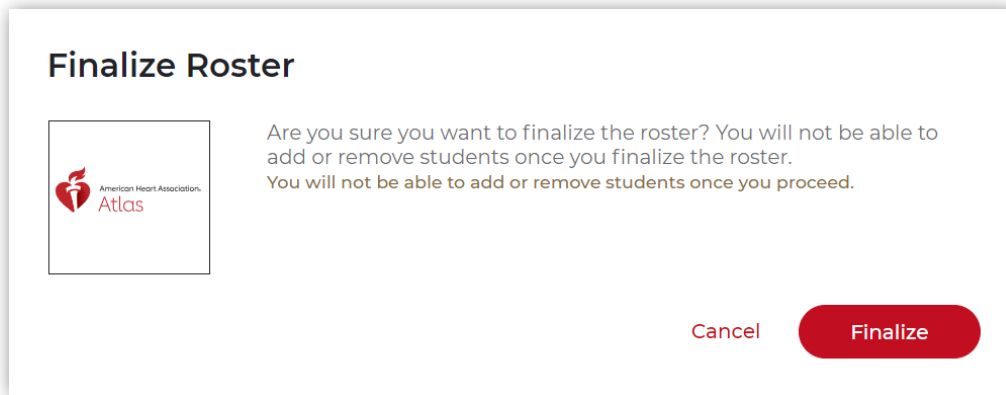 Finalize Roster
Are you sure you want to finalize the roster? You will not be able to
add or remove students once you finalize the roster.
You will not be able to add or remove students once you proceed.
American Heart Association.
Atlas
Cancel
Finalize